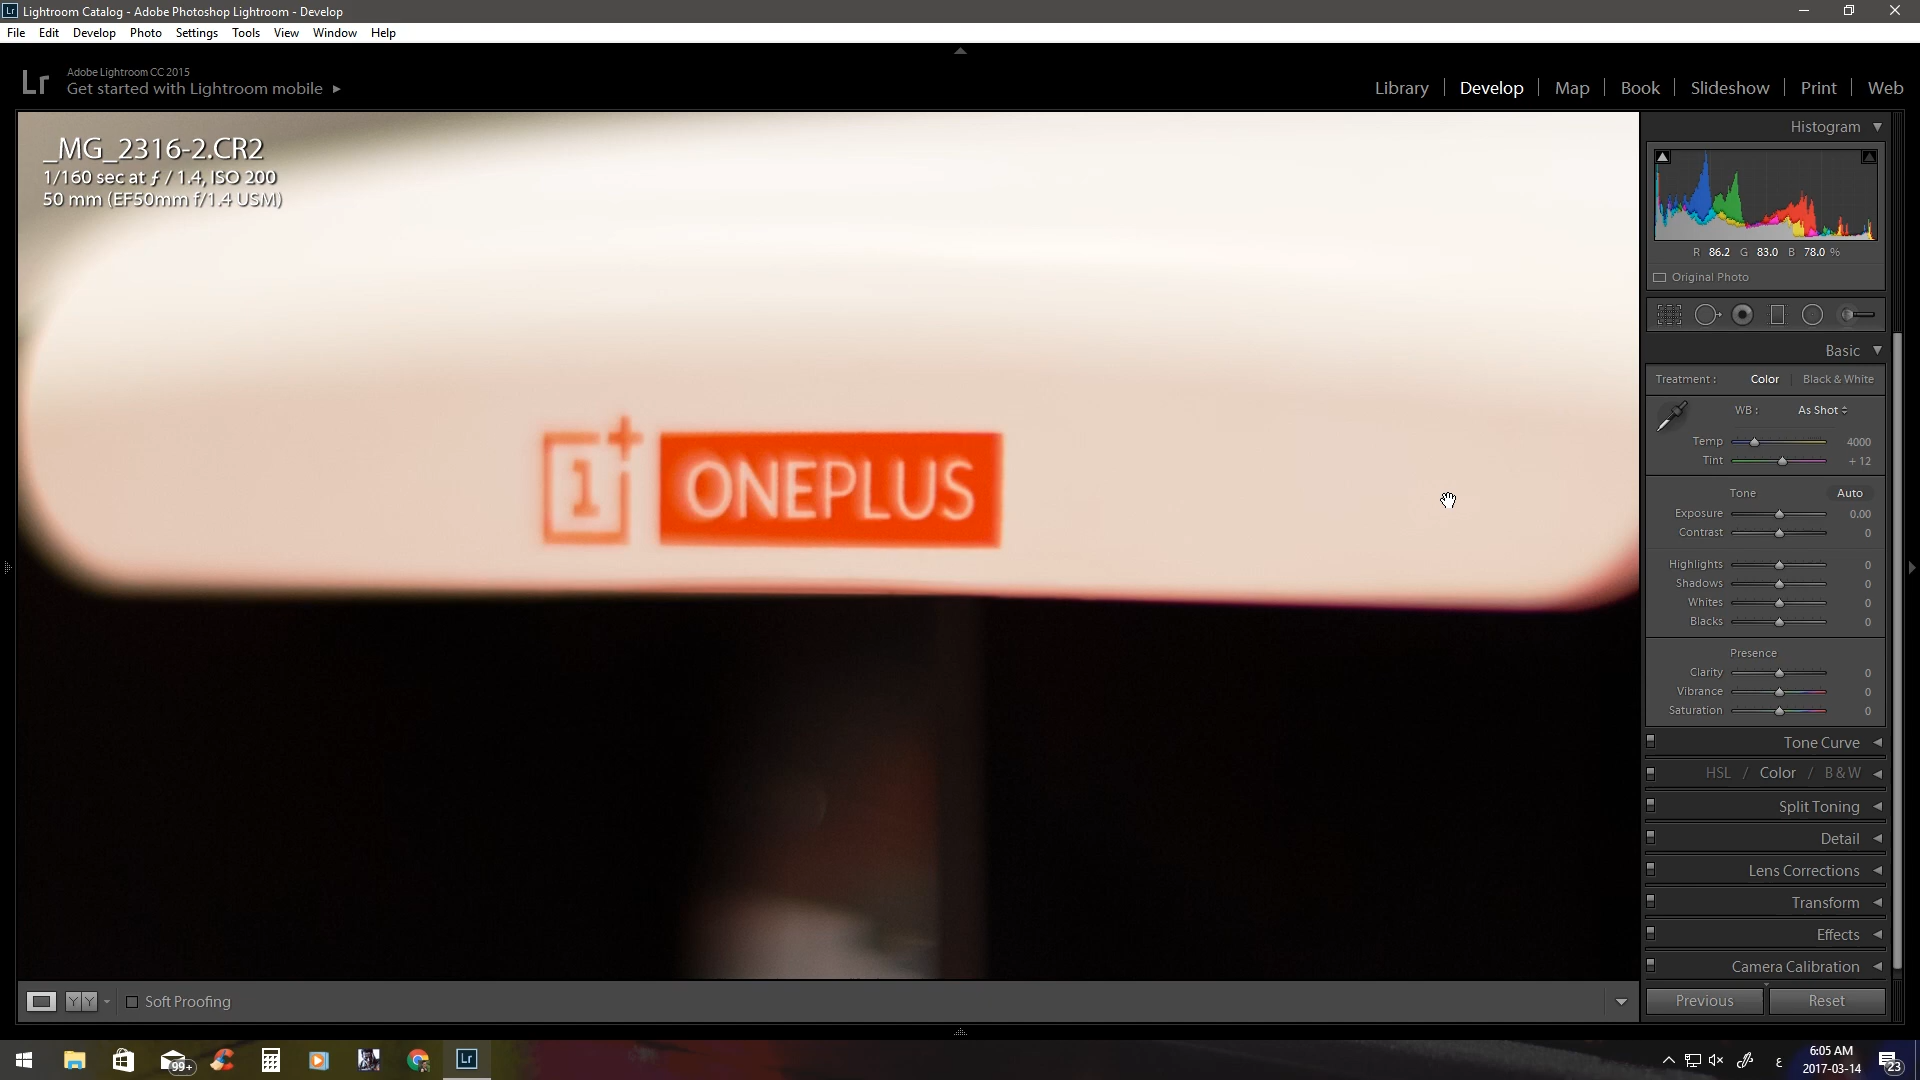 Lightroom Catalog - Adobe Photoshop Lightroom - Develop
File Edit Develop Photo Settings Tools View Window Help
Lr Adobe Lightroom CC 2015
Get started with Lightroom mobile
Library Develop Map Book Slideshow Print Web
_MG_2316-2.CR2
1/160 sec at ƒ / 1.4, ISO 200
50 mm (EF50mm f/1.4 USM)
1+ ONEPLUS
Histogram
R 86.2 G 83.0 B 78.0 %
Original Photo
Basic
Treatment : Color Black & White
WB : As Shot
Temp 4000
Tint + 12
Tone Auto
Exposure 0.00
Contrast 0
Highlights 0
Shadows 0
Whites 0
Blacks 0
Presence
Clarity 0
Vibrance 0
Saturation 0
Tone Curve
HSL / Color / B & W
Split Toning
Detail
Lens Corrections
Transform
Effects
Camera Calibration
Previous Reset
Y Y Soft Proofing
99+ Lr ع 6:05 AM
2017-03-14 23